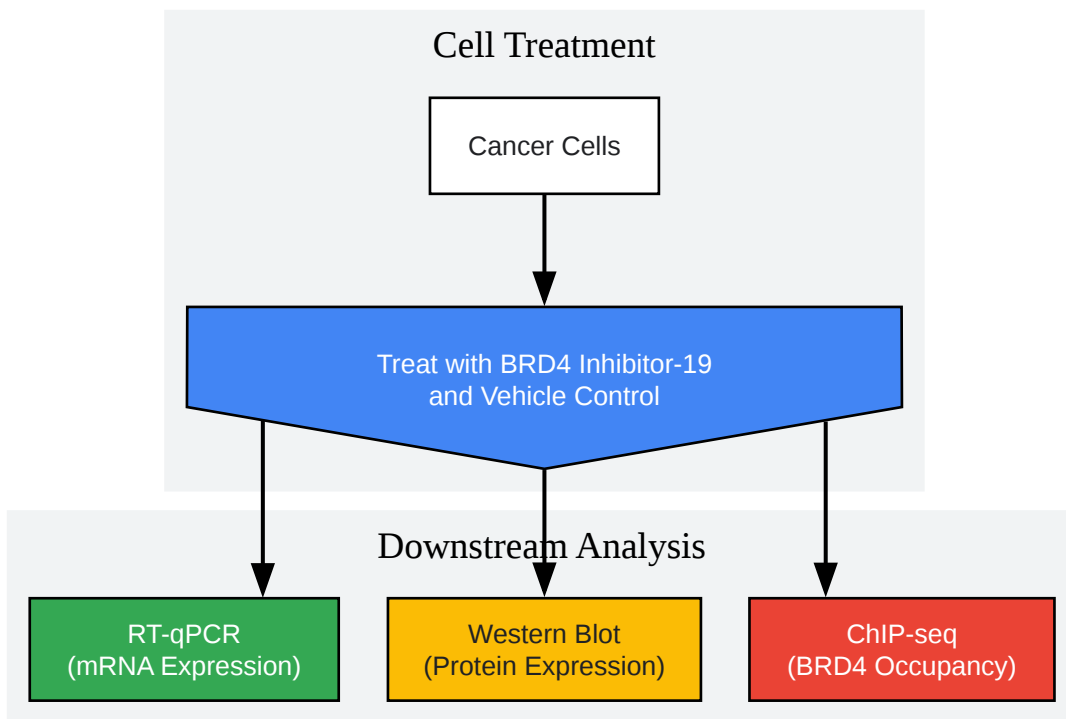 Cell Treatment
Cancer Cells
Treat with BRD4 Inhibitor-19
and Vehicle Control
Downstream Analysis
RT-qPCR
(mRNA Expression)
Western Blot
(Protein Expression)
ChIP-seq
(BRD4 Occupancy)